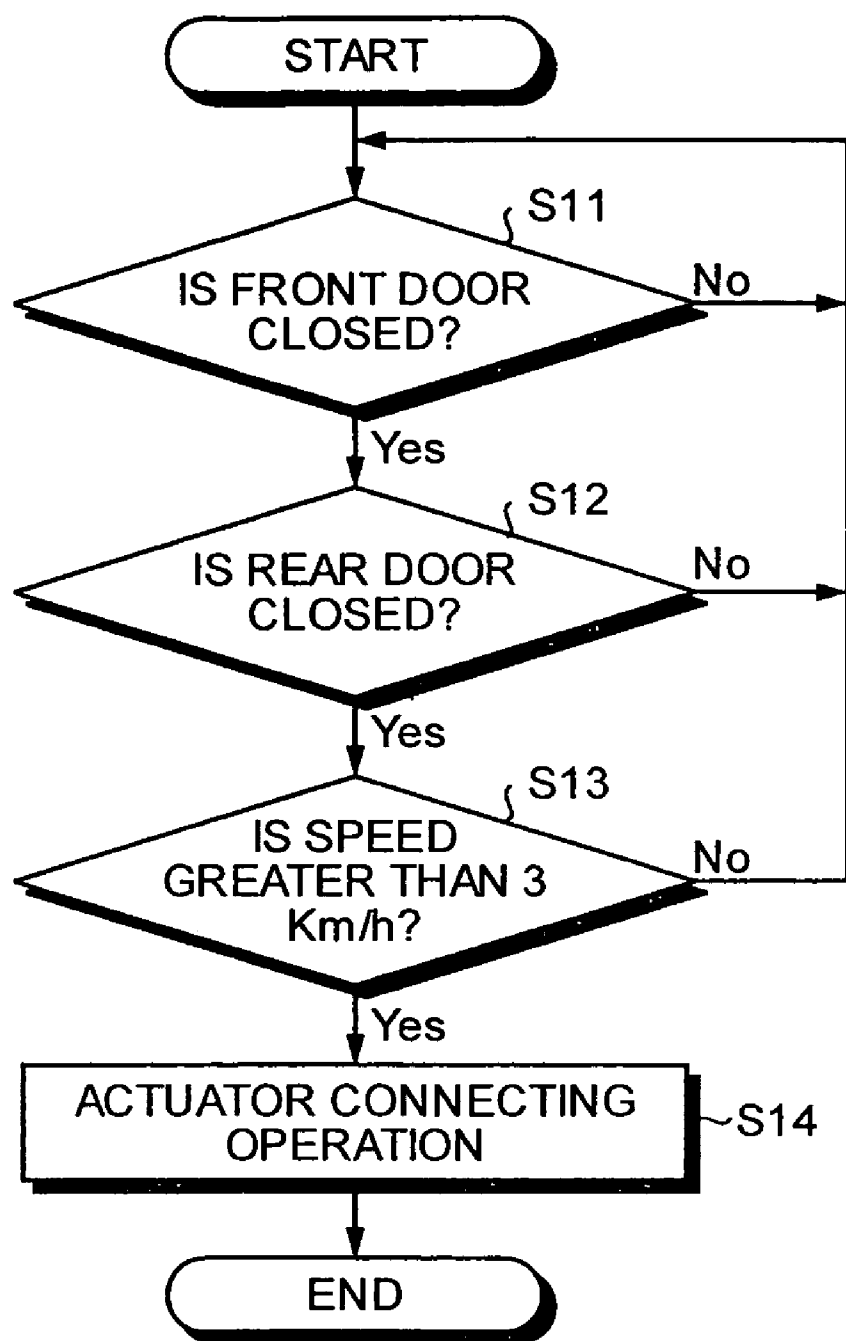 START
S11
IS FRONT DOOR
CLOSED?
No
Yes
S12
IS REAR DOOR
CLOSED?
No
Yes
S13
IS SPEED
GREATER THAN 3
Km/h?
No
Yes
ACTUATOR CONNECTING
OPERATION
S14
END